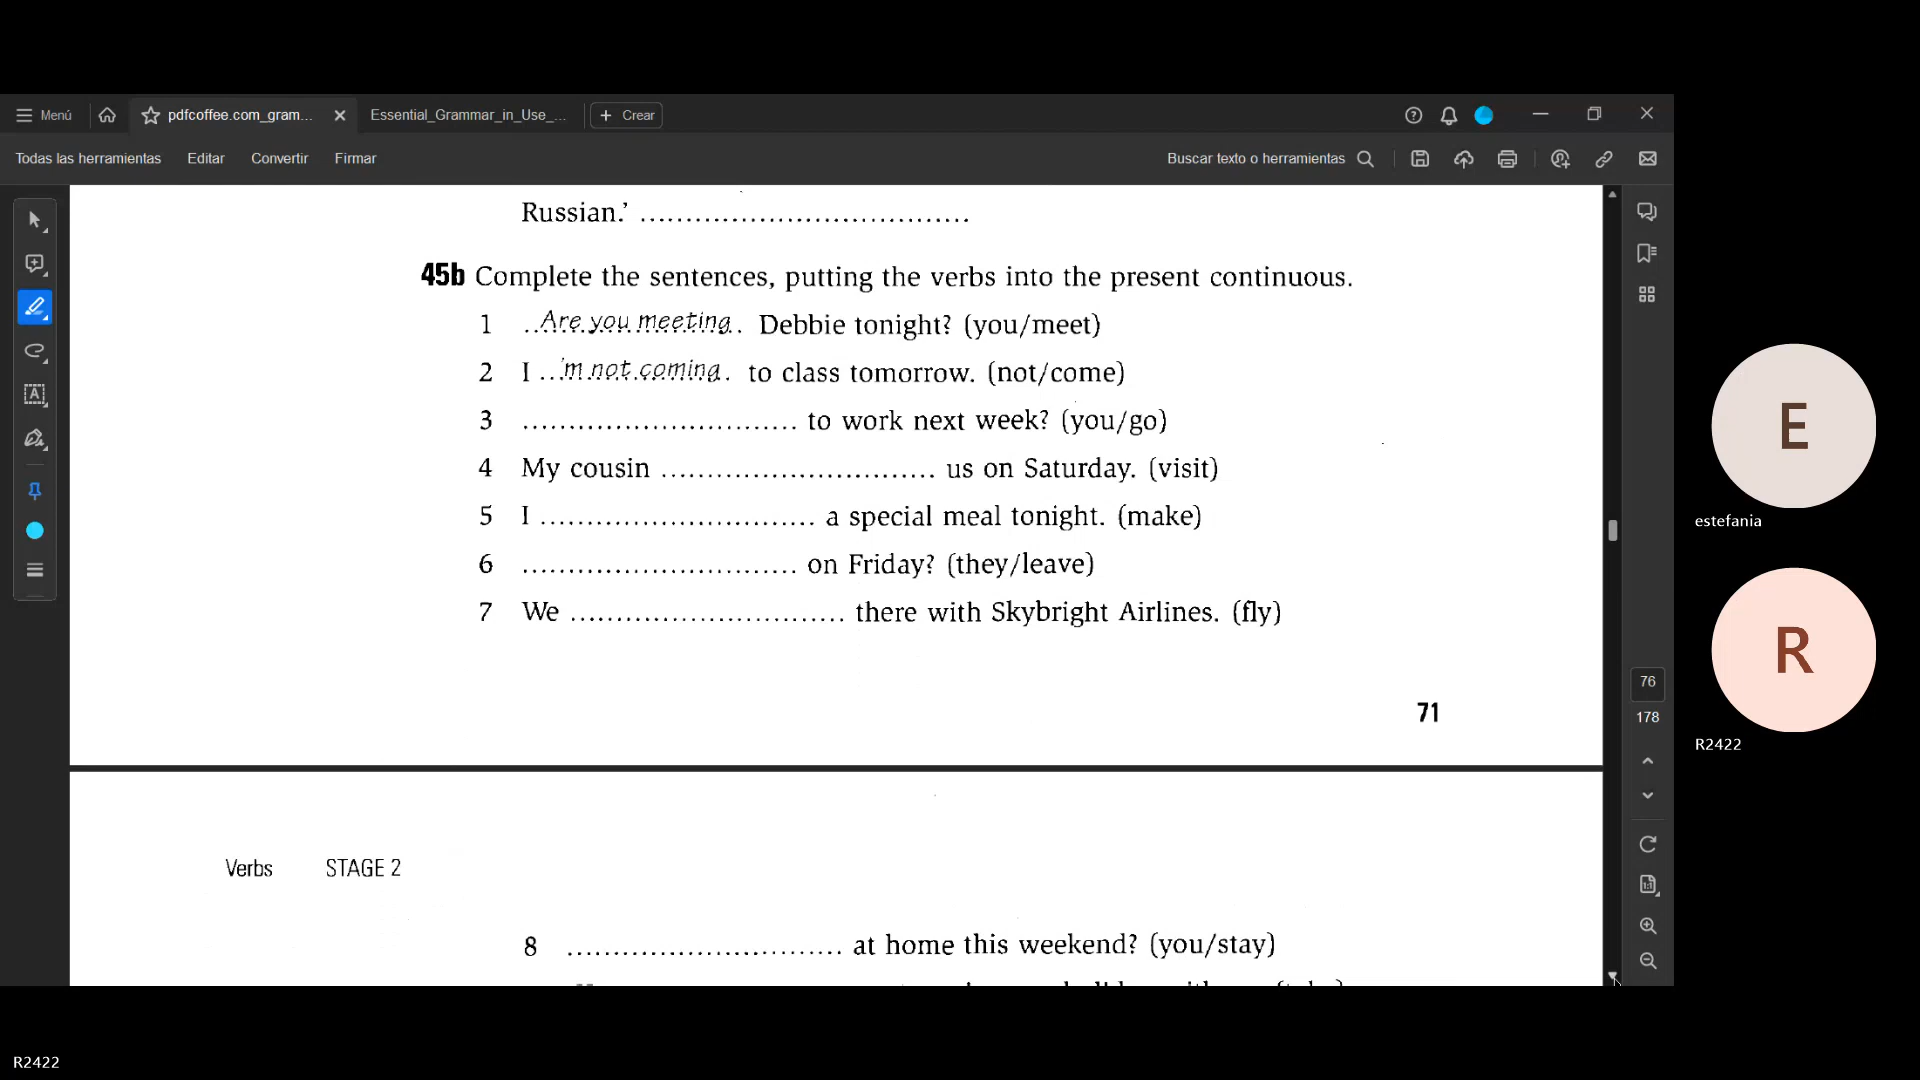 Menú
pdfcoffee.com_gram...
Essential_Grammar_in_Use_...
Crear
Todas las herramientas Editar Convertir Firmar
Buscar texto o herramientas
Russian.' ....................................
45b Complete the sentences, putting the verbs into the present continuous.
1 ..Are you meeting.. Debbie tonight? (you/meet)
2 I ..'m not coming.. to class tomorrow. (not/come)
3 .............................. to work next week? (you/go)
4 My cousin .............................. us on Saturday. (visit)
5 I .............................. a special meal tonight. (make)
6 .............................. on Friday? (they/leave)
7 We .............................. there with Skybright Airlines. (fly)
71
Verbs STAGE 2
8 .............................. at home this weekend? (you/stay)
76
178
E
estefania
R
R2422
R2422